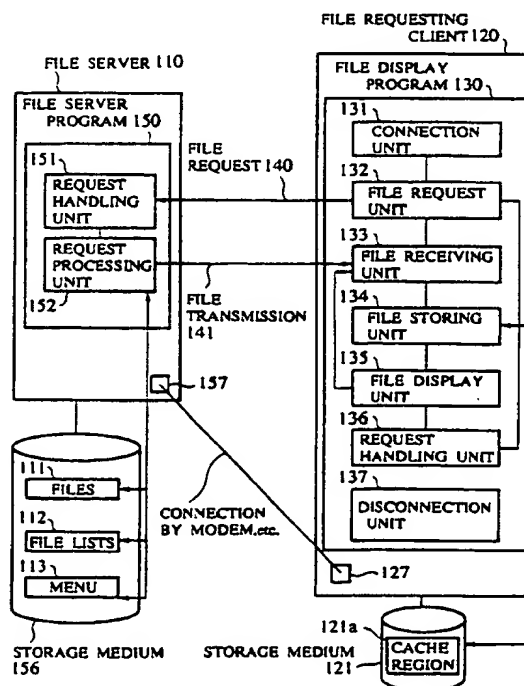 FILE REQUESTING
CLIENT 120
FILE SERVER 110
FILE DISPLAY
PROGRAM 130
FILE SERVER
PROGRAM 150
131
CONNECTION
UNIT
151
REQUEST
HANDLING
UNIT
FILE
REQUEST 140
132
FILE REQUEST
UNIT
REQUEST
PROCESSING
UNIT
152
133
FILE RECEIVING
UNIT
FILE
TRANSMISSION
141
134
FILE STORING
UNIT
157
135
FILE DISPLAY UNIT
136
REQUEST
HANDLING UNIT
111
FILES
CONNECTION
BY MODEM, etc.
137
DISCONNECTION
UNIT
112
FILE LISTS
113
MENU
127
STORAGE MEDIUM
156
STORAGE MEDIUM
121
121a
CACHE
REGION